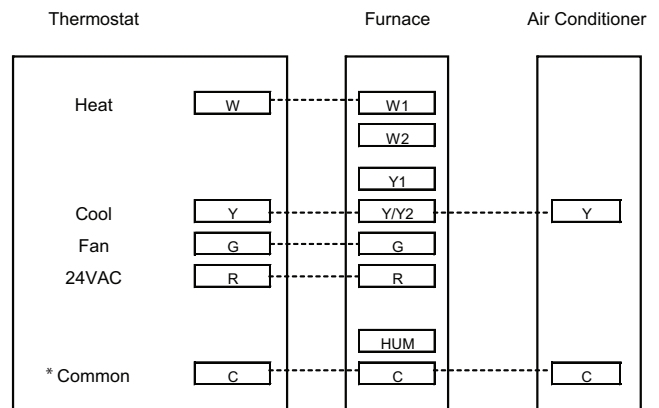 Thermostat Furnace Air Conditioner
Heat W W1
W2
Y1
Cool Y Y/Y2 Y
Fan G G
24VAC R R
HUM
* Common C C C